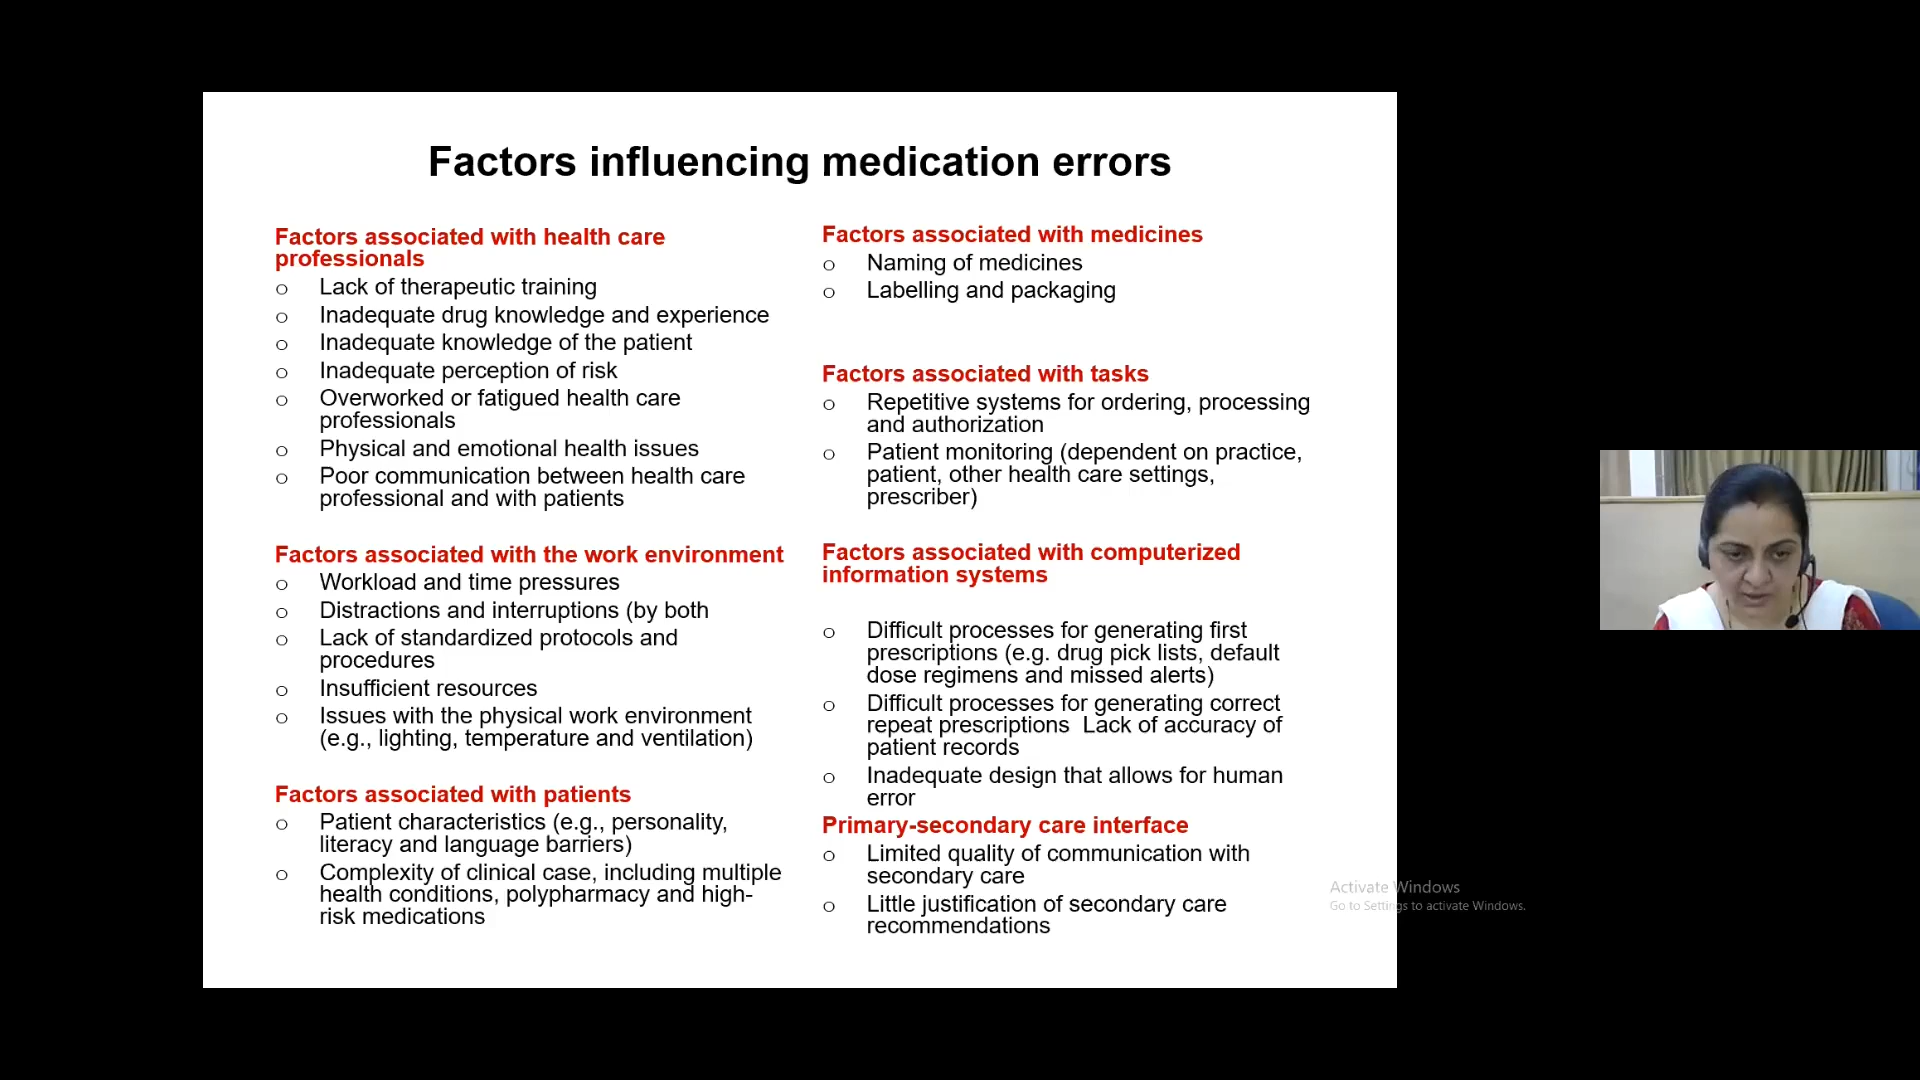 Factors influencing medication errors
Factors associated with health care
professionals
o Lack of therapeutic training
o Inadequate drug knowledge and experience
o Inadequate knowledge of the patient
o Inadequate perception of risk
o Overworked or fatigued health care
professionals
o Physical and emotional health issues
o Poor communication between health care
professional and with patients
Factors associated with the work environment
o Workload and time pressures
o Distractions and interruptions (by both
o Lack of standardized protocols and
procedures
o Insufficient resources
o Issues with the physical work environment
(e.g., lighting, temperature and ventilation)
Factors associated with patients
o Patient characteristics (e.g., personality,
literacy and language barriers)
o Complexity of clinical case, including multiple
health conditions, polypharmacy and high-
risk medications
Factors associated with medicines
o Naming of medicines
o Labelling and packaging
Factors associated with tasks
o Repetitive systems for ordering, processing
and authorization
o Patient monitoring (dependent on practice,
patient, other health care settings,
prescriber)
Factors associated with computerized
information systems
o Difficult processes for generating first
prescriptions (e.g. drug pick lists, default
dose regimens and missed alerts)
o Difficult processes for generating correct
repeat prescriptions  Lack of accuracy of
patient records
o Inadequate design that allows for human
error
Primary-secondary care interface
o Limited quality of communication with
secondary care
o Little justification of secondary care
recommendations
Activate Windows
Go to Settings to activate Windows.